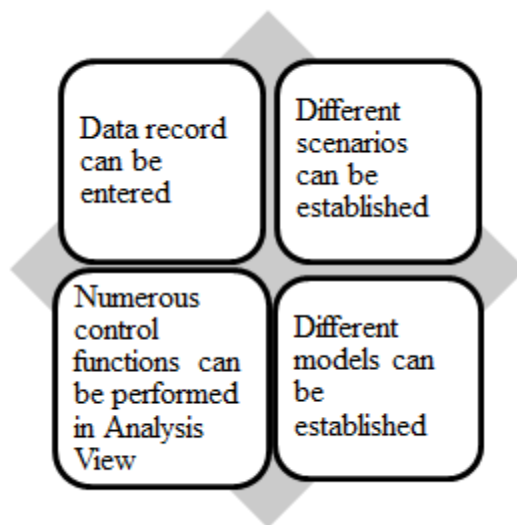 Data record
can be
entered
Different
scenarios
can be
established
Numerous
control
functions can
be performed
in Analysis
View
Different
models can
be
established